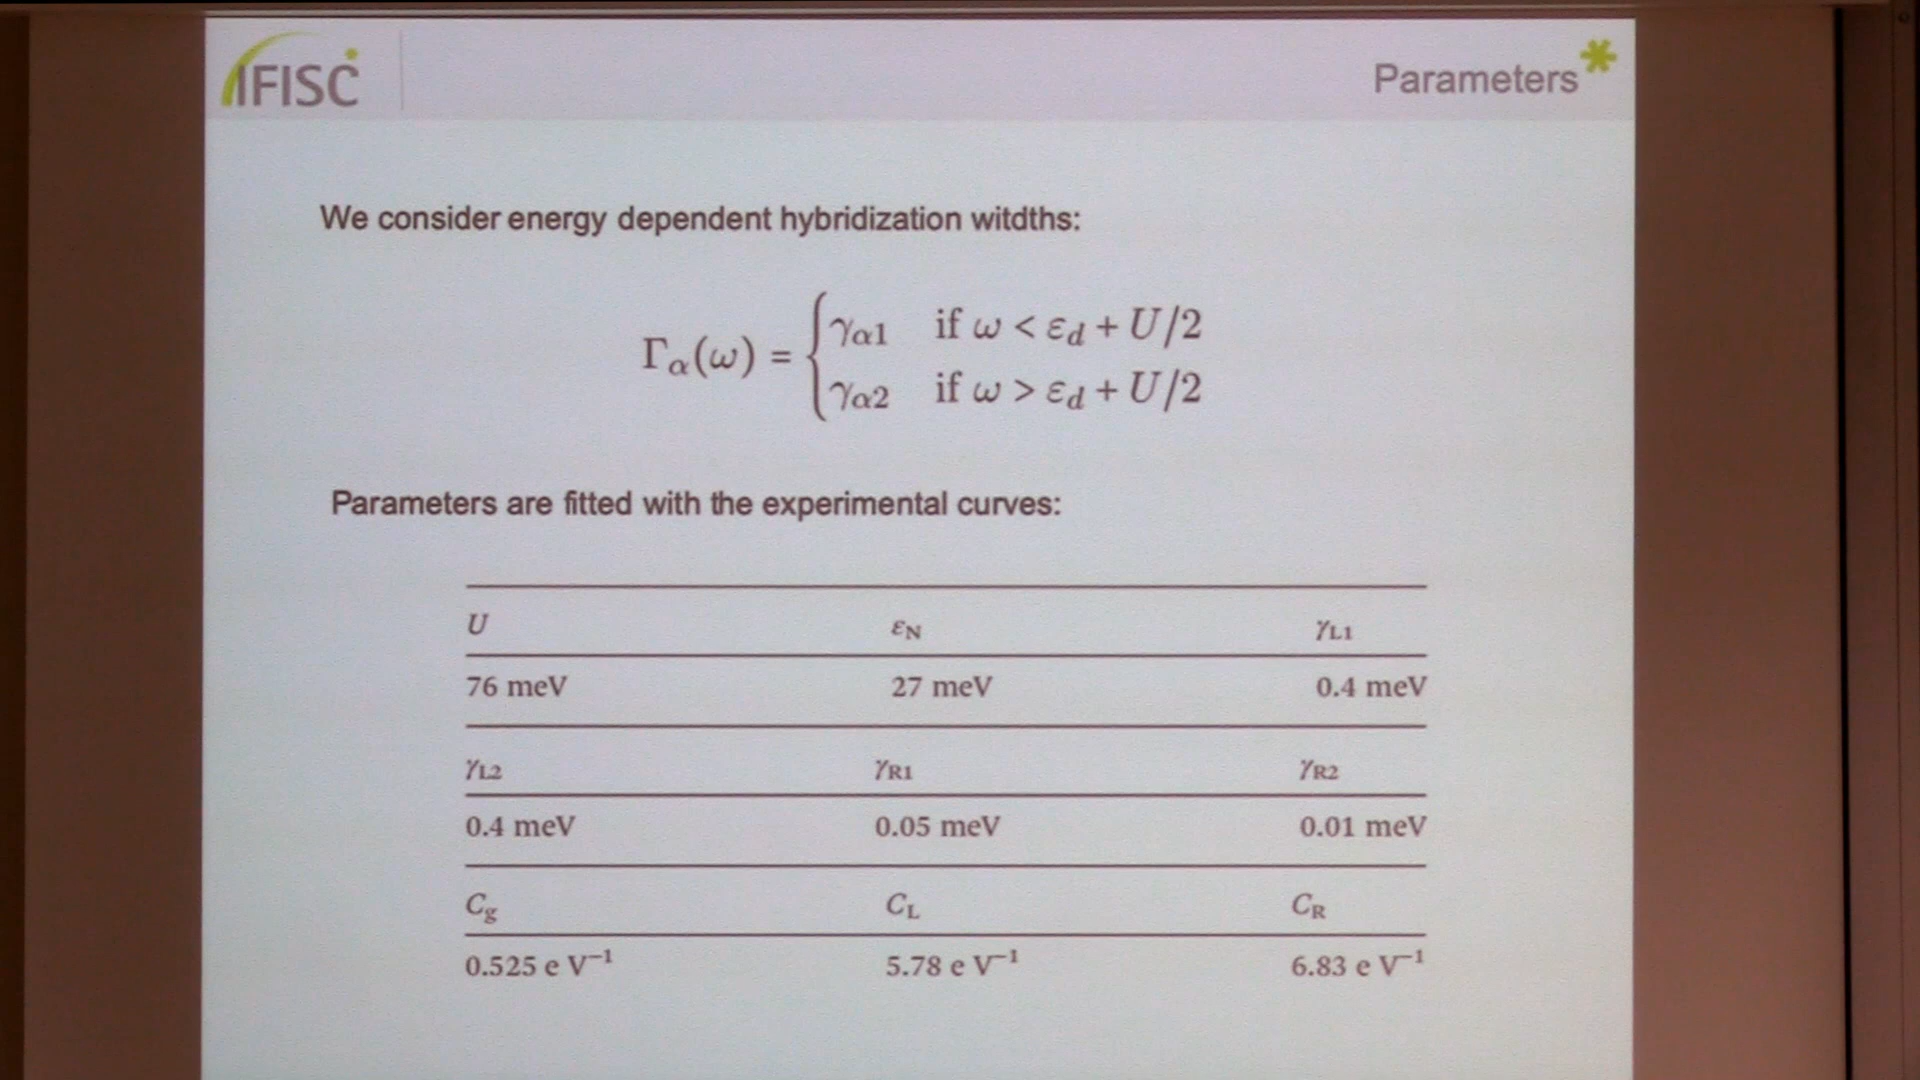 IFISC
Parameters*
We consider energy dependent hybridization witdths:
Γα(ω) = { γα1 if ω < εd + U/2
γα2 if ω > εd + U/2
Parameters are fitted with the experimental curves:
U εN γL1
76 meV 27 meV 0.4 meV
γL2 γR1 γR2
0.4 meV 0.05 meV 0.01 meV
Cg CL CR
0.525 e V⁻¹ 5.78 e V⁻¹ 6.83 e V⁻¹